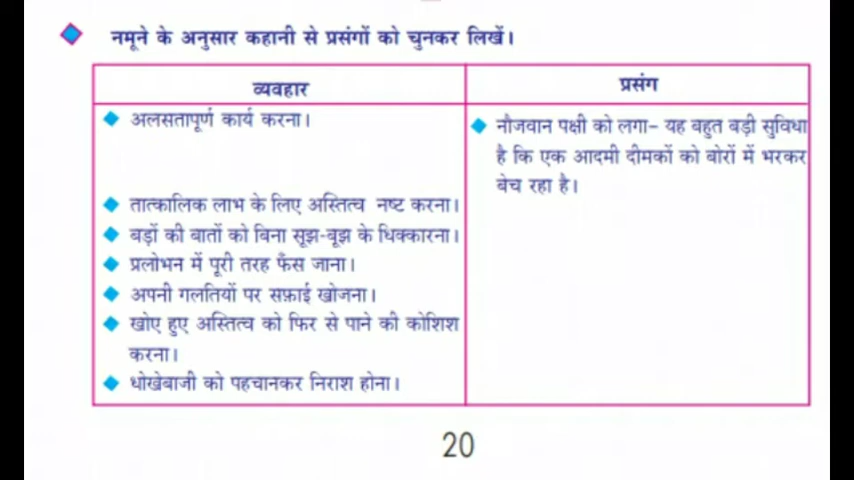 नमूने के अनुसार कहानी से प्रसंगों को चुनकर लिखें।
व्यवहार
प्रसंग
अलसतापूर्ण कार्य करना।
नौजवान पक्षी को लगा– यह बहुत बड़ी सुविधा
है कि एक आदमी दीमकों को बोरों में भरकर
बेच रहा है।
तात्कालिक लाभ के लिए अस्तित्व नष्ट करना।
बड़ों की बातों को बिना सूझ-बूझ के धिक्कारना।
प्रलोभन में पूरी तरह फँस जाना।
अपनी गलतियों पर सफ़ाई खोजना।
खोए हुए अस्तित्व को फिर से पाने की कोशिश
करना।
धोखेबाजी को पहचानकर निराश होना।
20